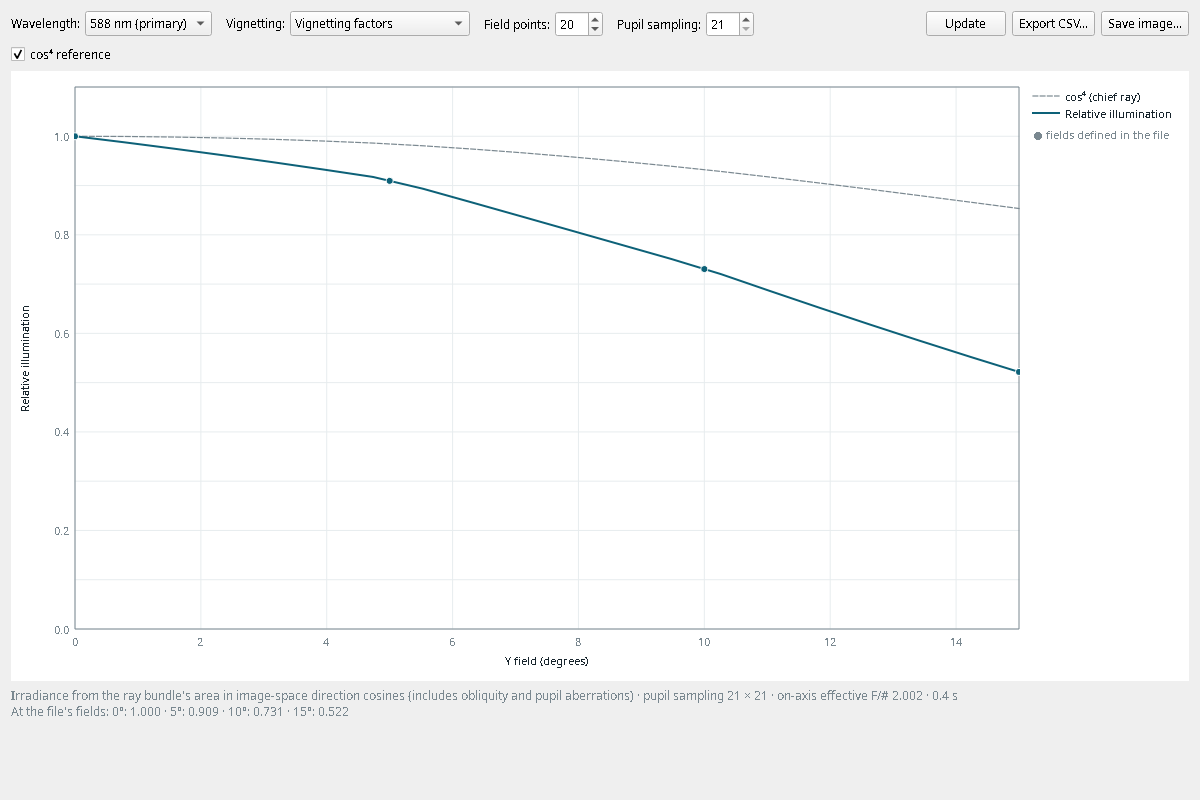 Wavelength: 588 nm (primary) Vignetting: Vignetting factors Field points: 20 Pupil sampling: 21 Update Export CSV... Save image...
cos⁴ reference
cos⁴ (chief ray)
Relative illumination
fields defined in the file
1.0
0.8
0.6
0.4
0.2
0.0
Relative illumination
0 2 4 6 8 10 12 14
Y field (degrees)
Irradiance from the ray bundle's area in image-space direction cosines (includes obliquity and pupil aberrations) · pupil sampling 21 × 21 · on-axis effective F/# 2.002 · 0.4 s
At the file's fields: 0°: 1.000 · 5°: 0.909 · 10°: 0.731 · 15°: 0.522